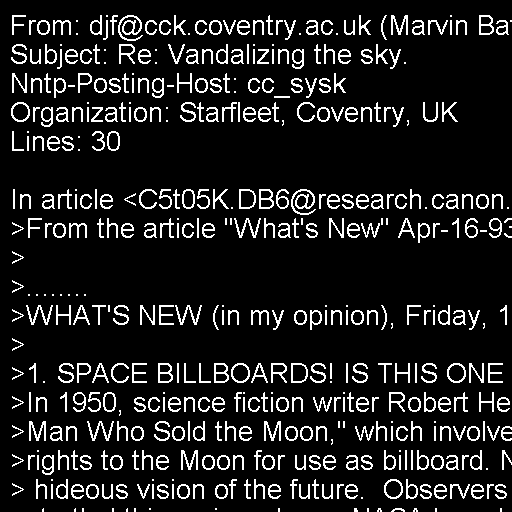 From: djf@cck.coventry.ac.uk (Marvin Ba
Subject: Re: Vandalizing the sky.
Nntp-Posting-Host: cc_sysk
Organization: Starfleet, Coventry, UK
Lines: 30

In article <C5t05K.DB6@research.canon.
>From the article "What's New" Apr-16-93
>
>........
>WHAT'S NEW (in my opinion), Friday, 1
>
>1. SPACE BILLBOARDS! IS THIS ONE
>In 1950, science fiction writer Robert He
>Man Who Sold the Moon," which involve
>rights to the Moon for use as billboard. N
> hideous vision of the future.  Observers